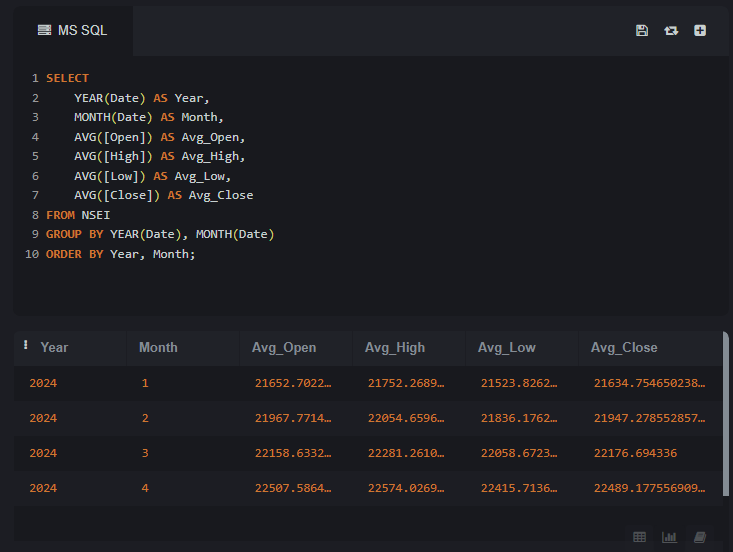 MS SQL
1 SELECT
2 YEAR(Date) AS Year,
3 MONTH(Date) AS Month,
4 AVG([Open]) AS Avg_Open,
5 AVG([High]) AS Avg_High,
6 AVG([Low]) AS Avg_Low,
7 AVG([Close]) AS Avg_Close
8 FROM NSEI
9 GROUP BY YEAR(Date), MONTH(Date)
10 ORDER BY Year, Month;
Year Month Avg_Open Avg_High Avg_Low Avg_Close
2024 1 21652.7022… 21752.2689… 21523.8262… 21634.754650238…
2024 2 21967.7714… 22054.6596… 21836.1762… 21947.278552857…
2024 3 22158.6332… 22281.2610… 22058.6723… 22176.694336
2024 4 22507.5864… 22574.0269… 22415.7136… 22489.177556909…